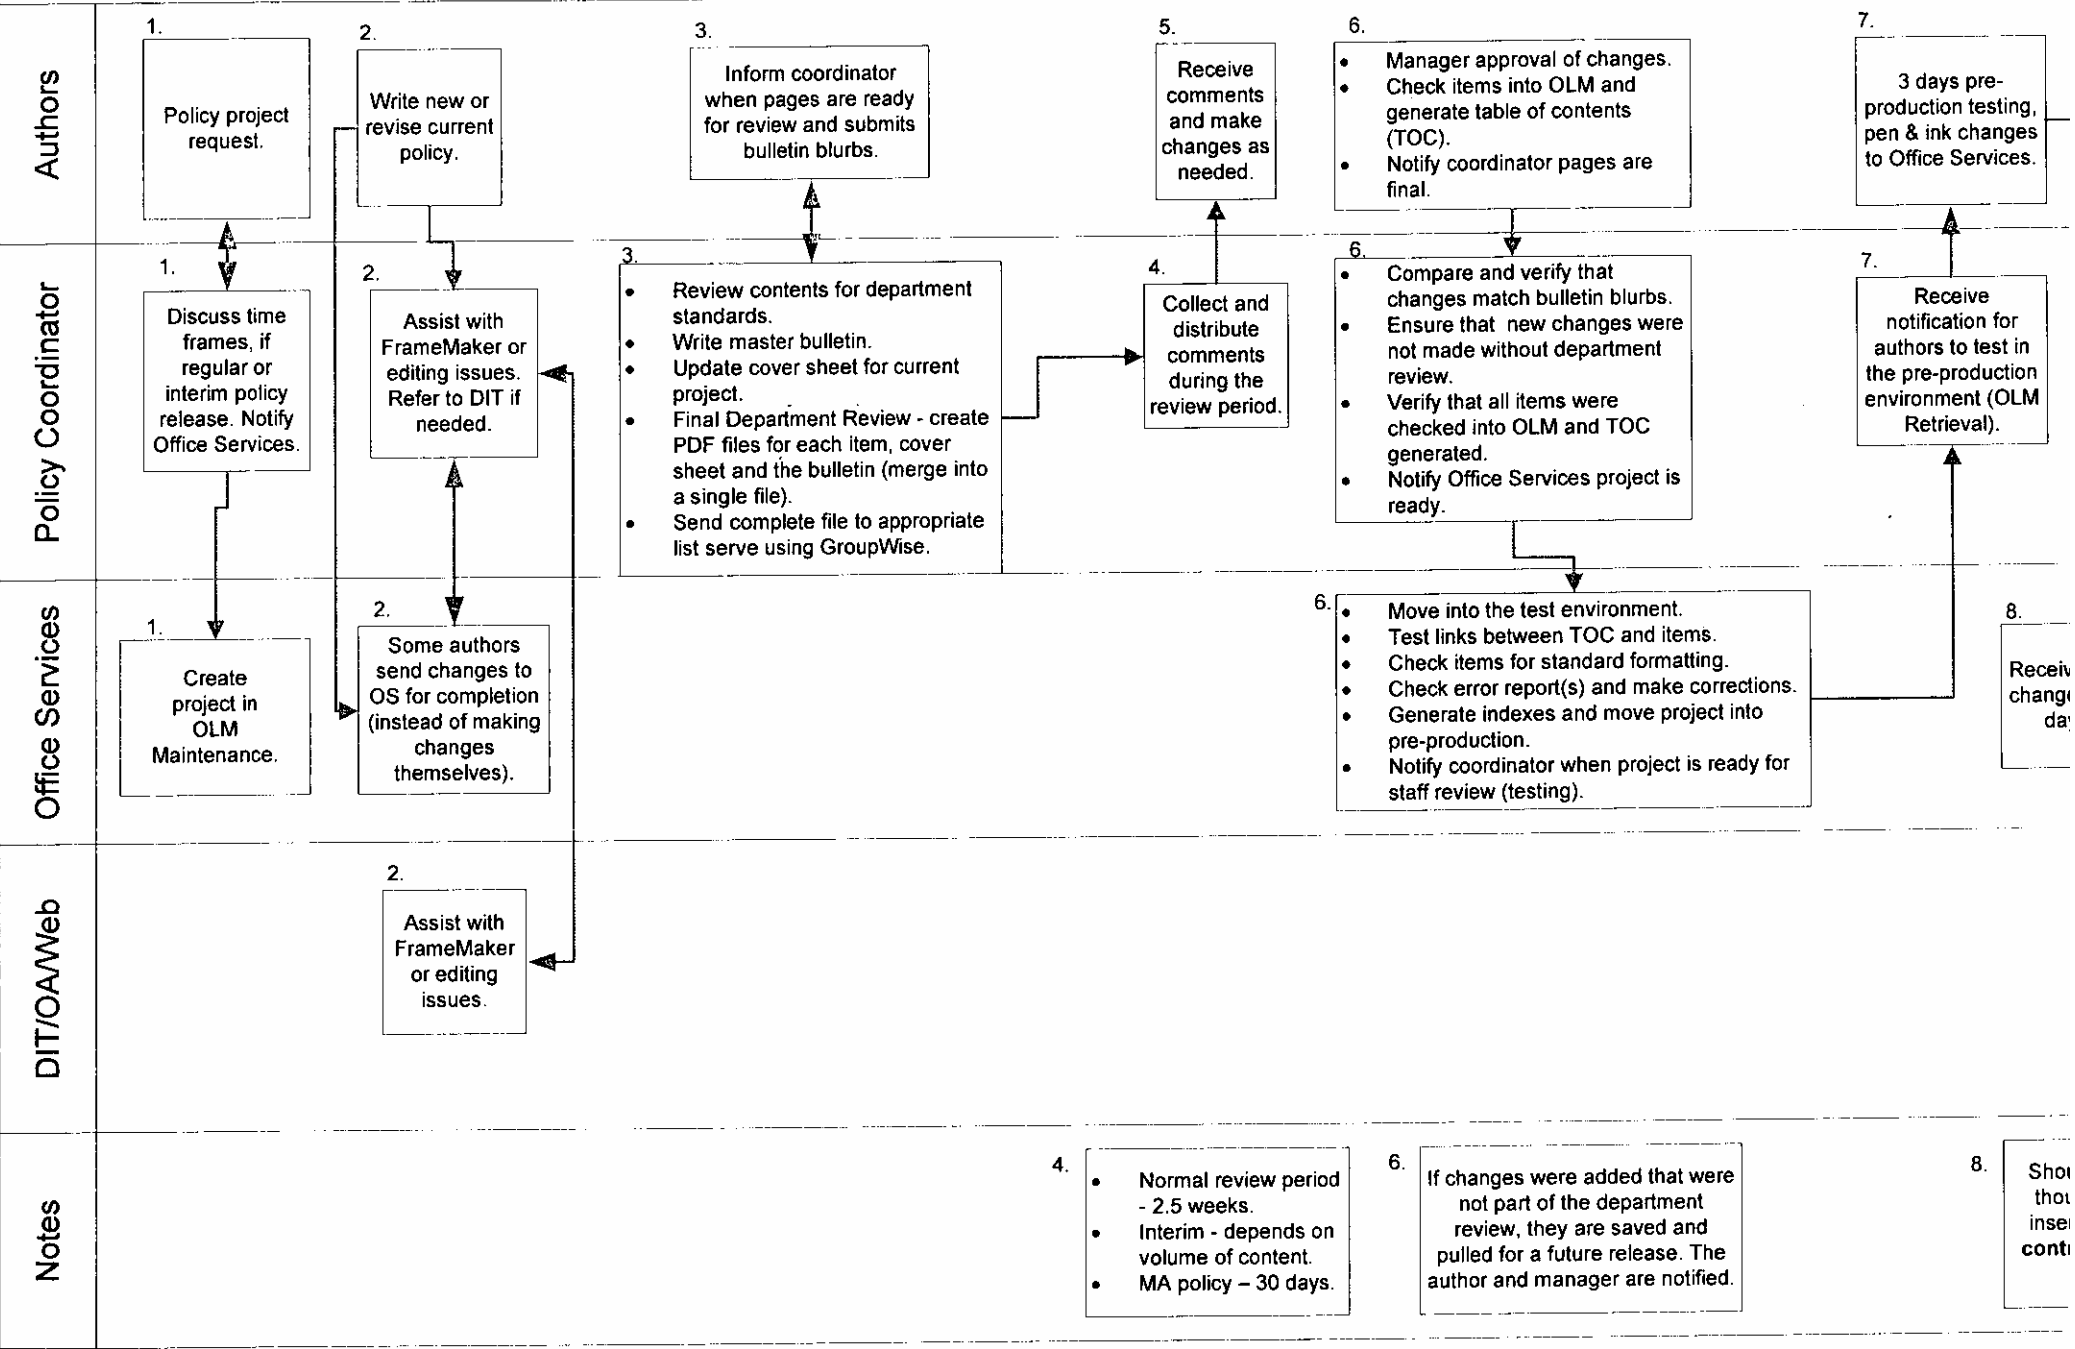 Authors
1.
Policy project
request.
2.
Write new or
revise current
policy.
3.
Inform coordinator
when pages are ready
for review and submits
bulletin blurbs.
5.
Receive
comments
and make
changes as
needed.
6.
• Manager approval of changes.
• Check items into OLM and
generate table of contents
(TOC).
• Notify coordinator pages are
final.
7.
3 days pre-
production testing,
pen & ink changes
to Office Services.
Policy Coordinator
1.
Discuss time
frames, if
regular or
interim policy
release. Notify
Office Services.
2.
Assist with
FrameMaker or
editing issues.
Refer to DIT if
needed.
3.
• Review contents for department
standards.
• Write master bulletin.
• Update cover sheet for current
project.
• Final Department Review - create
PDF files for each item, cover
sheet and the bulletin (merge into
a single file).
• Send complete file to appropriate
list serve using GroupWise.
4.
Collect and
distribute
comments
during the
review period.
6.
• Compare and verify that
changes match bulletin blurbs.
• Ensure that new changes were
not made without department
review.
• Verify that all items were
checked into OLM and TOC
generated.
• Notify Office Services project is
ready.
7.
Receive
notification for
authors to test in
the pre-production
environment (OLM
Retrieval).
Office Services
1.
Create
project in
OLM
Maintenance.
2.
Some authors
send changes to
OS for completion
(instead of making
changes
themselves).
6.
• Move into the test environment.
• Test links between TOC and items.
• Check items for standard formatting.
• Check error report(s) and make corrections.
• Generate indexes and move project into
pre-production.
• Notify coordinator when project is ready for
staff review (testing).
8.
DIT/OA/Web
2.
Assist with
FrameMaker
or editing
issues.
Notes
4.
• Normal review period
- 2.5 weeks.
• Interim - depends on
volume of content.
• MA policy – 30 days.
6.
If changes were added that were
not part of the department
review, they are saved and
pulled for a future release. The
author and manager are notified.
8.